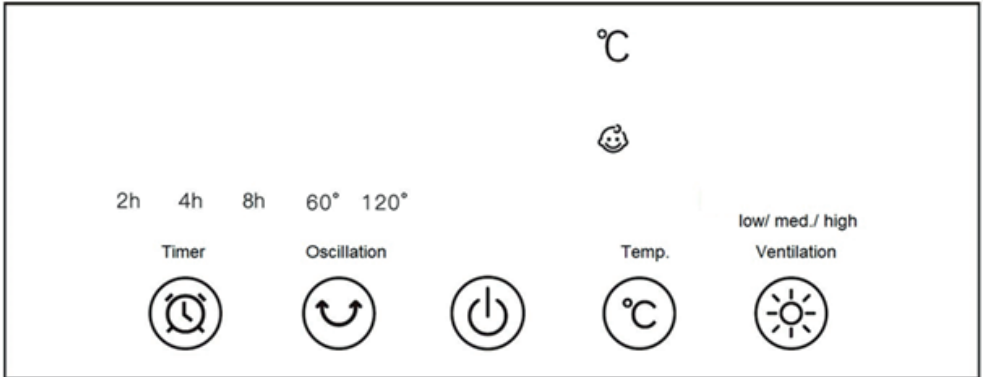 ℃
2h 4h 8h 60° 120°
low/ med./ high
Timer Oscillation Temp. Ventilation
℃